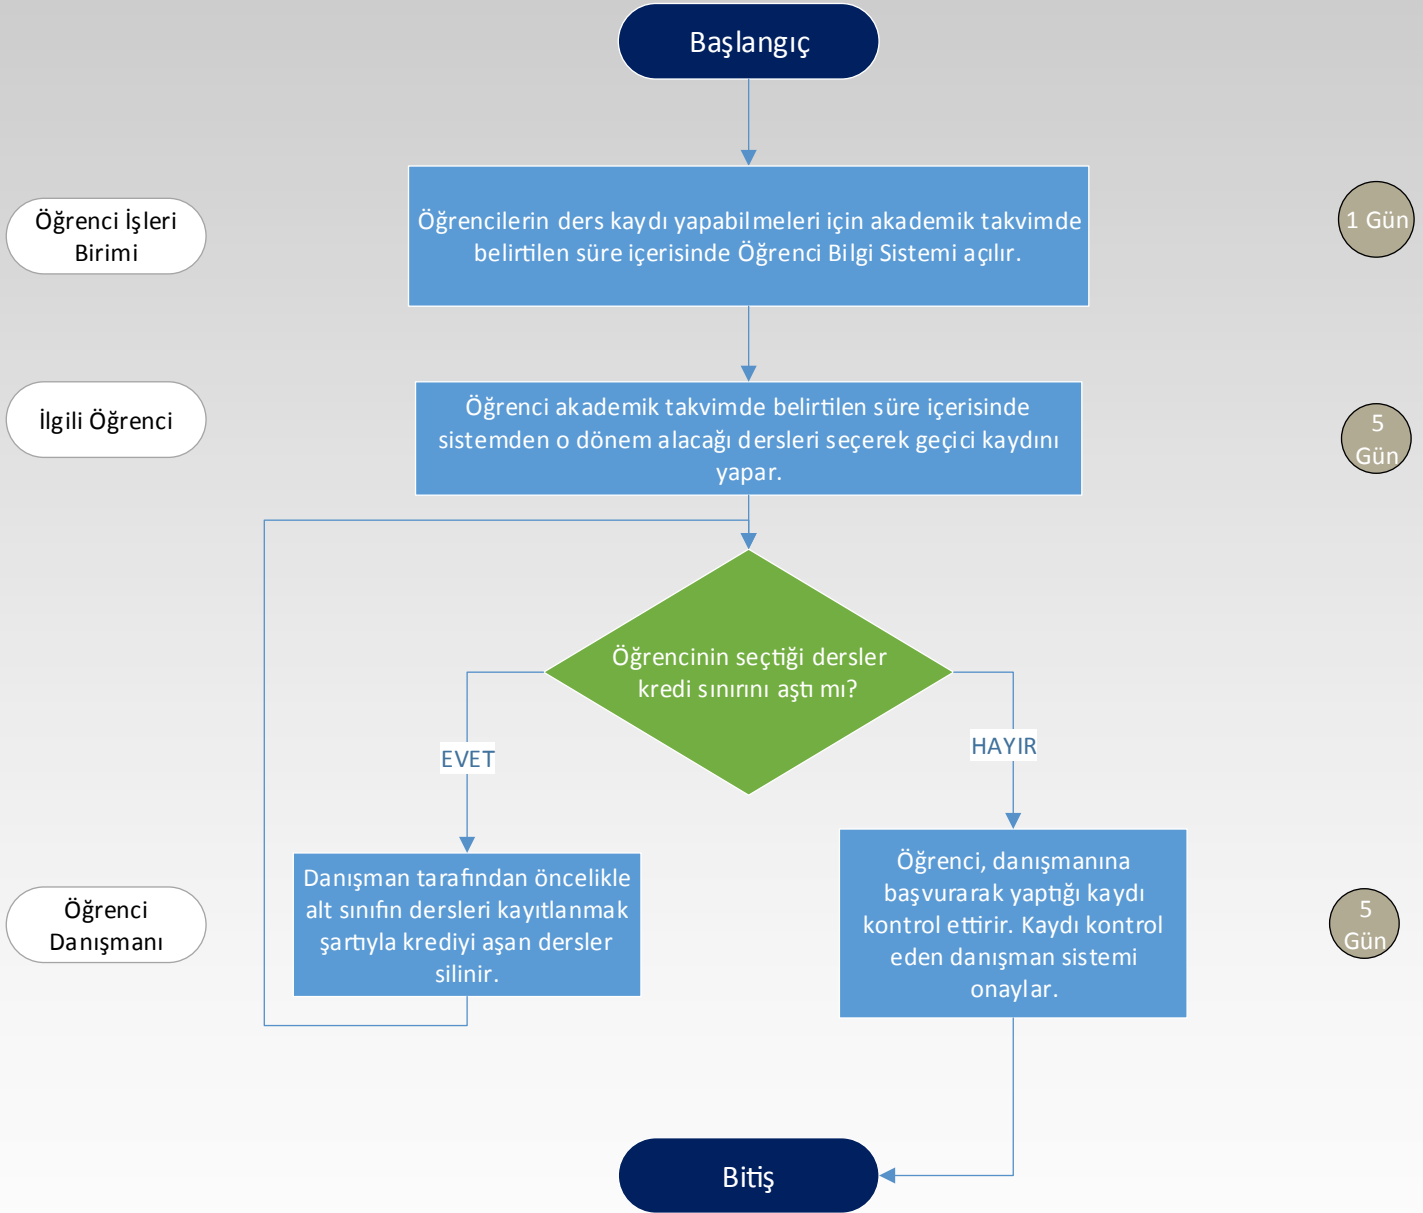 Başlangıç
Öğrenci İşleri
Birimi
Öğrencilerin ders kaydı yapabilmeleri için akademik takvimde
belirtilen süre içerisinde Öğrenci Bilgi Sistemi açılır.
1 Gün
İlgili Öğrenci
Öğrenci akademik takvimde belirtilen süre içerisinde
sistemden o dönem alacağı dersleri seçerek geçici kaydını
yapar.
5
Gün
Öğrencinin seçtiği dersler
kredi sınırını aştı mı?
EVET
HAYIR
Öğrenci
Danışmanı
Danışman tarafından öncelikle
alt sınıfın dersleri kayıtlanmak
şartıyla krediyi aşan dersler
silinir.
Öğrenci, danışmanına
başvurarak yaptığı kaydı
kontrol ettirir. Kaydı kontrol
eden danışman sistemi
onaylar.
5
Gün
Bitiş